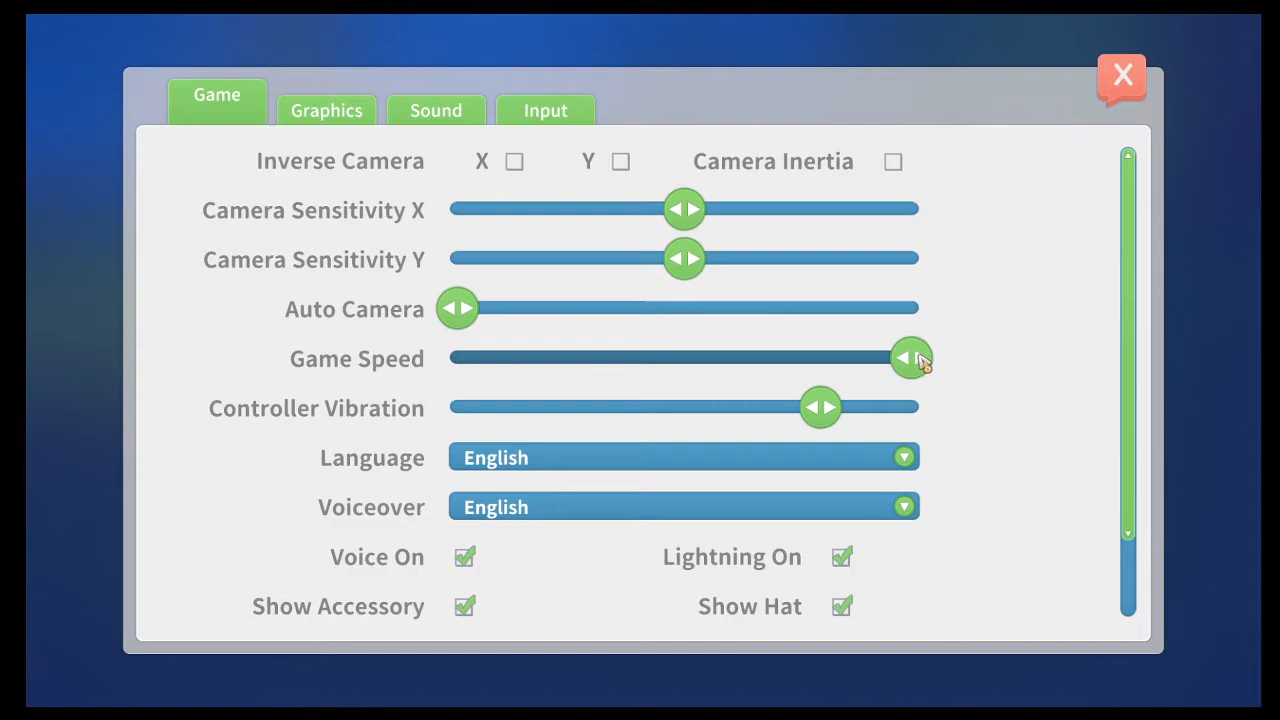 Game
Graphics
Sound
Input
X
Inverse Camera X Y Camera Inertia
Camera Sensitivity X
Camera Sensitivity Y
Auto Camera
Game Speed
Controller Vibration
Language English
Voiceover English
Voice On Lightning On
Show Accessory Show Hat